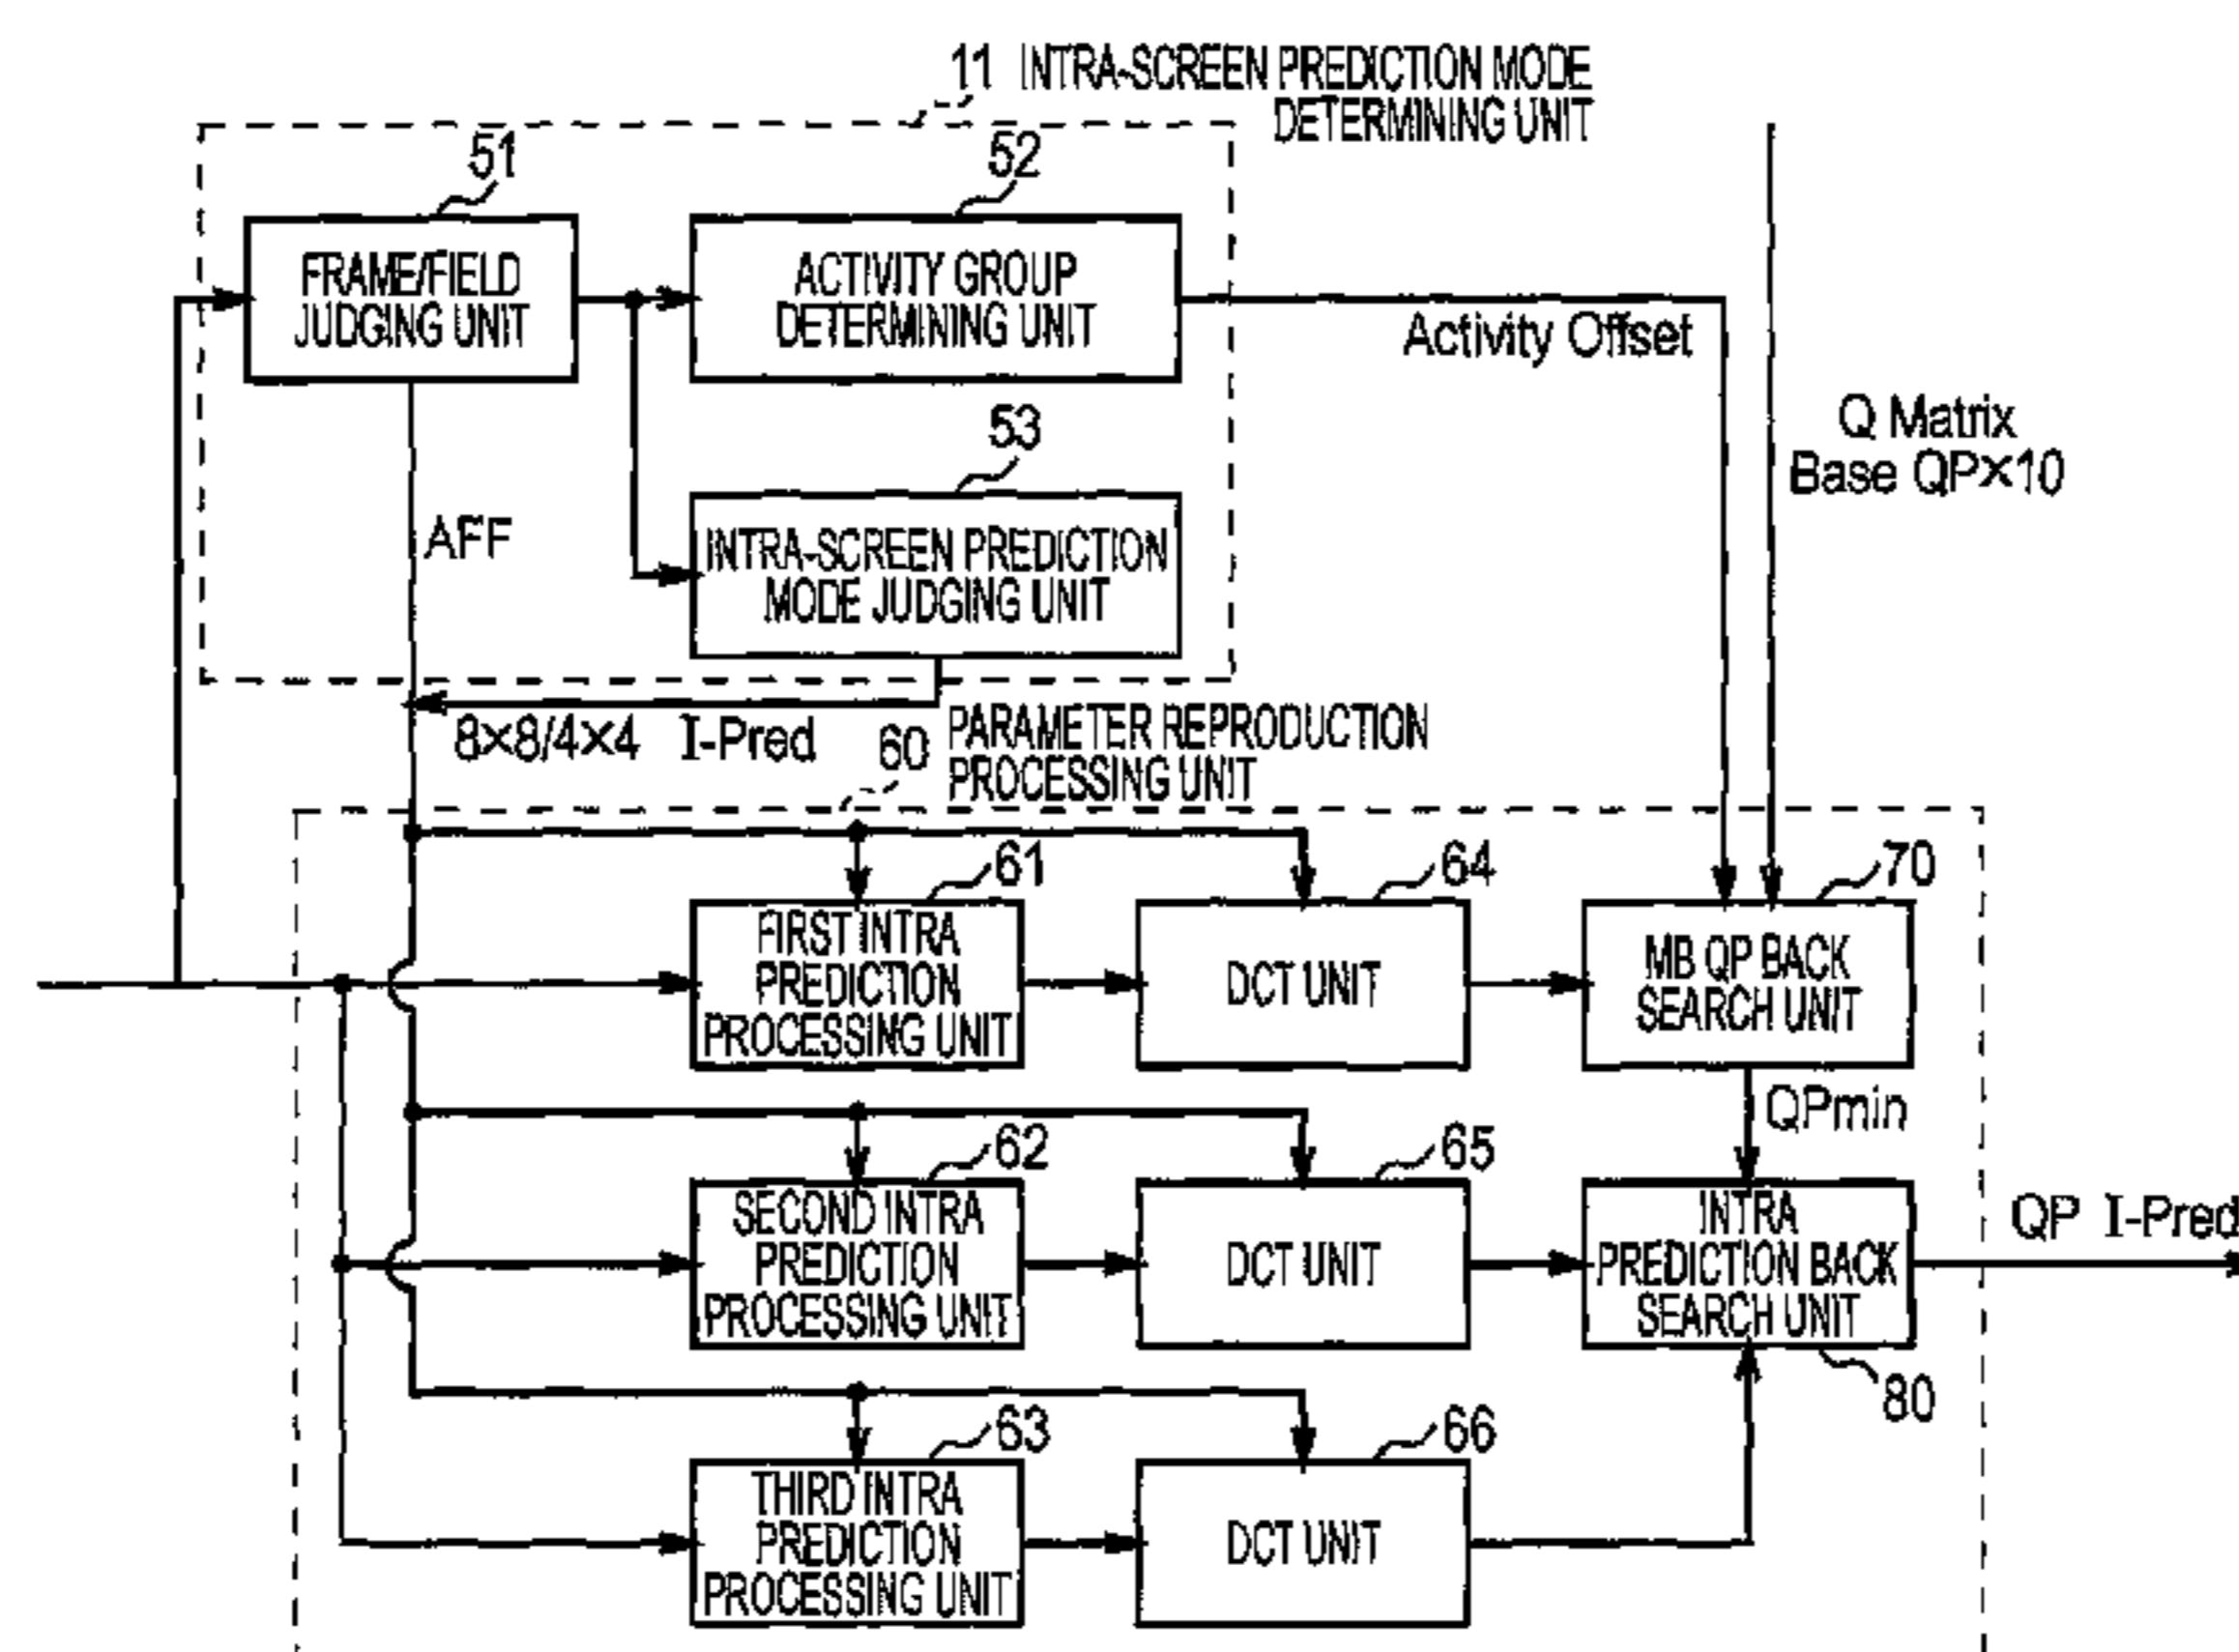 11 INTRA-SCREEN PREDICTION MODE
DETERMINING UNIT
51
52
FRAME/FIELD
JUDGING UNIT
ACTIVITY GROUP
DETERMINING UNIT
Activity Offset
Q Matrix
Base QP×10
53
AFF
INTRA-SCREEN PREDICTION
MODE JUDGING UNIT
8×8/4×4 I-Pred
60 PARAMETER REPRODUCTION
PROCESSING UNIT
61
64
70
FIRST INTRA
PREDICTION
PROCESSING UNIT
DCT UNIT
MB QP BACK
SEARCH UNIT
QPmin
62
65
SECOND INTRA
PREDICTION
PROCESSING UNIT
DCT UNIT
INTRA
PREDICTION BACK
SEARCH UNIT
QP I-Pred
80
63
66
THIRD INTRA
PREDICTION
PROCESSING UNIT
DCT UNIT